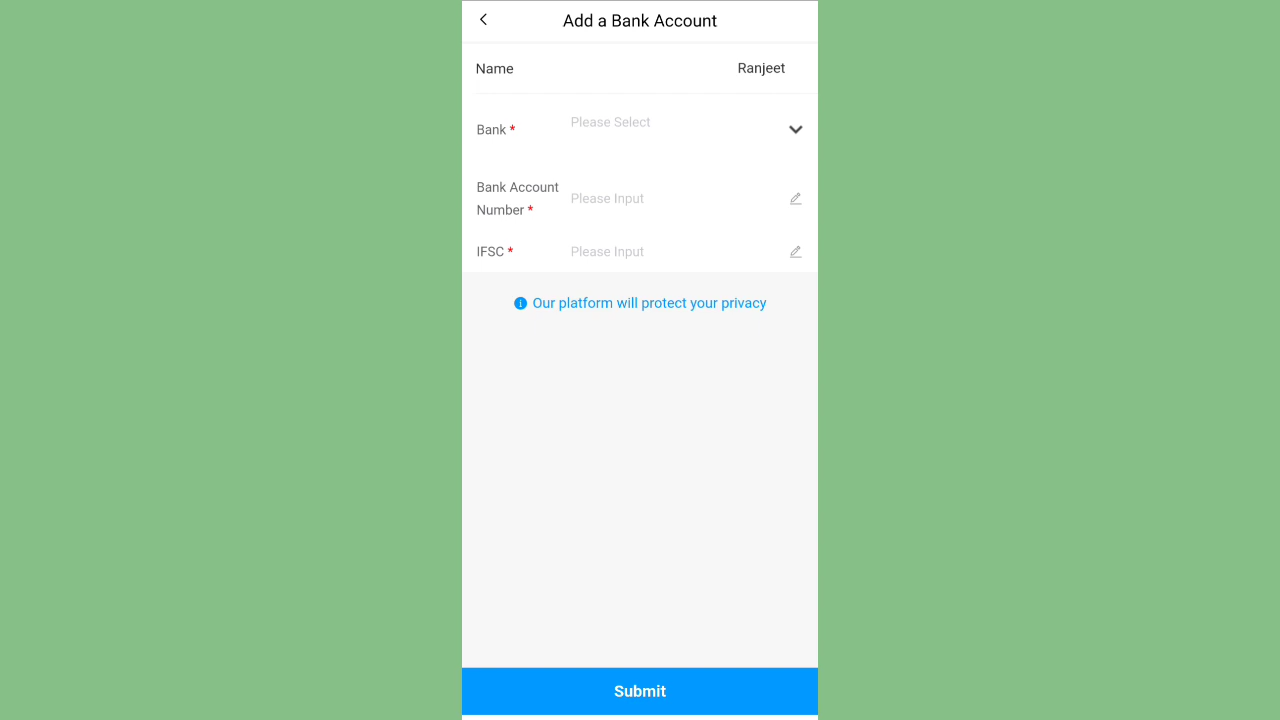 Add a Bank Account
Name Ranjeet
Bank * Please Select
Bank Account
Number * Please Input
IFSC * Please Input
Our platform will protect your privacy
Submit